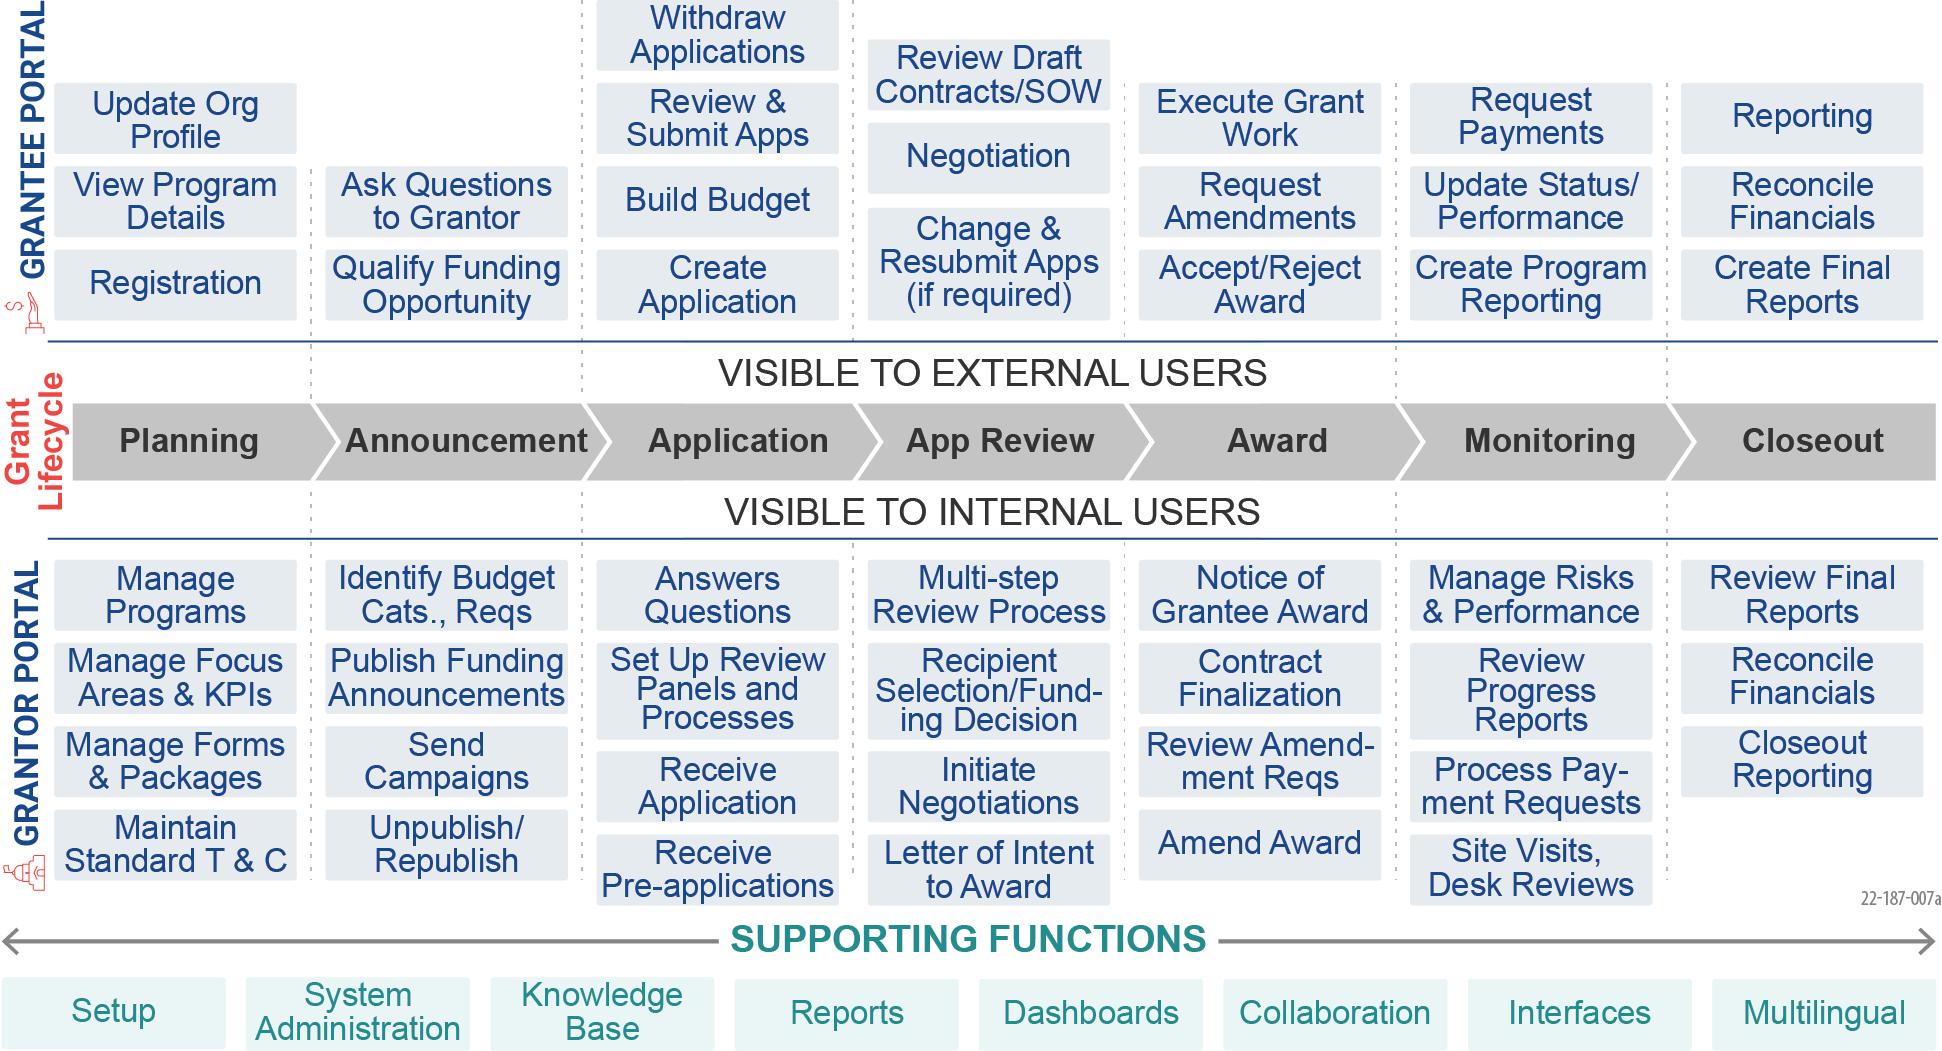 GRANTEE PORTAL
Update Org
Profile
View Program
Details
Registration
Ask Questions
to Grantor
Qualify Funding
Opportunity
Withdraw
Applications
Review &
Submit Apps
Build Budget
Create
Application
Review Draft
Contracts/SOW
Negotiation
Change &
Resubmit Apps
(if required)
Execute Grant
Work
Request
Amendments
Accept/Reject
Award
Request
Payments
Update Status/
Performance
Create Program
Reporting
Reporting
Reconcile
Financials
Create Final
Reports
VISIBLE TO EXTERNAL USERS
Grant
Lifecycle
Planning
Announcement
Application
App Review
Award
Monitoring
Closeout
VISIBLE TO INTERNAL USERS
GRANTOR PORTAL
Manage
Programs
Manage Focus
Areas & KPIs
Manage Forms
& Packages
Maintain
Standard T & C
Identify Budget
Cats., Reqs
Publish Funding
Announcements
Send
Campaigns
Unpublish/
Republish
Answers
Questions
Set Up Review
Panels and
Processes
Receive
Application
Receive
Pre-applications
Multi-step
Review Process
Recipient
Selection/Fund-
ing Decision
Initiate
Negotiations
Letter of Intent
to Award
Notice of
Grantee Award
Contract
Finalization
Review Amend-
ment Reqs
Amend Award
Manage Risks
& Performance
Review
Progress
Reports
Process Pay-
ment Requests
Site Visits,
Desk Reviews
Review Final
Reports
Reconcile
Financials
Closeout
Reporting
22-187-007a
SUPPORTING FUNCTIONS
Setup
System
Administration
Knowledge
Base
Reports
Dashboards
Collaboration
Interfaces
Multilingual